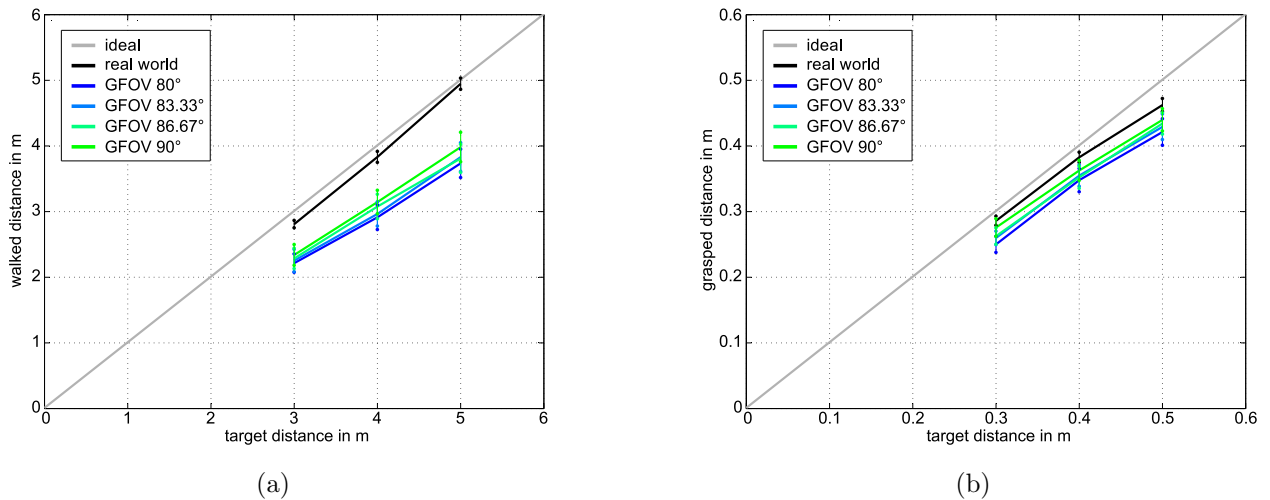 6
5
4
3
2
1
0
walked distance in m
ideal
real world
GFOV 80°
GFOV 83.33°
GFOV 86.67°
GFOV 90°
0 1 2 3 4 5 6
target distance in m
(a)
0.6
0.5
0.4
0.3
0.2
0.1
0
grasped distance in m
ideal
real world
GFOV 80°
GFOV 83.33°
GFOV 86.67°
GFOV 90°
0 0.1 0.2 0.3 0.4 0.5 0.6
target distance in m
(b)